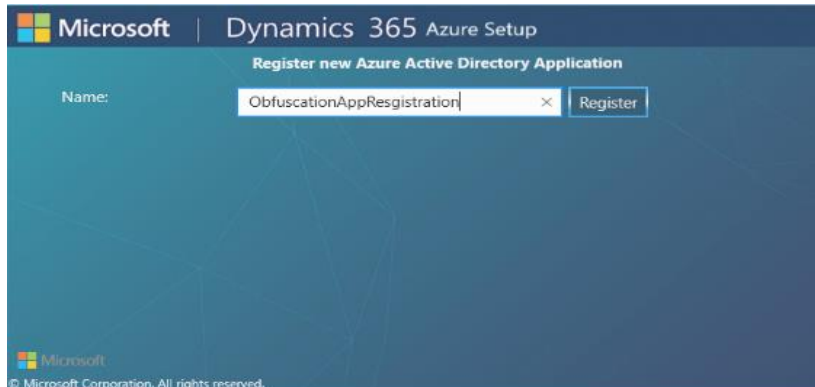 Microsoft | Dynamics 365 Azure Setup
Register new Azure Active Directory Application
Name: ObfuscationAppResgistration × Register
Microsoft
© Microsoft Corporation. All rights reserved.